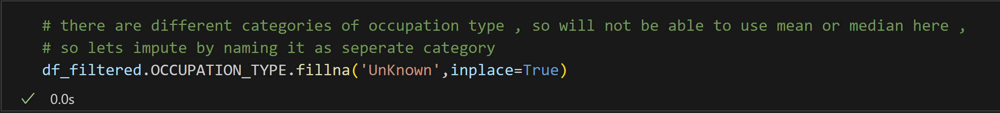 # there are different categories of occupation type , so will not be able to use mean or median here ,
# so lets impute by naming it as seperate category
df_filtered.OCCUPATION_TYPE.fillna('UnKnown',inplace=True)
0.0s